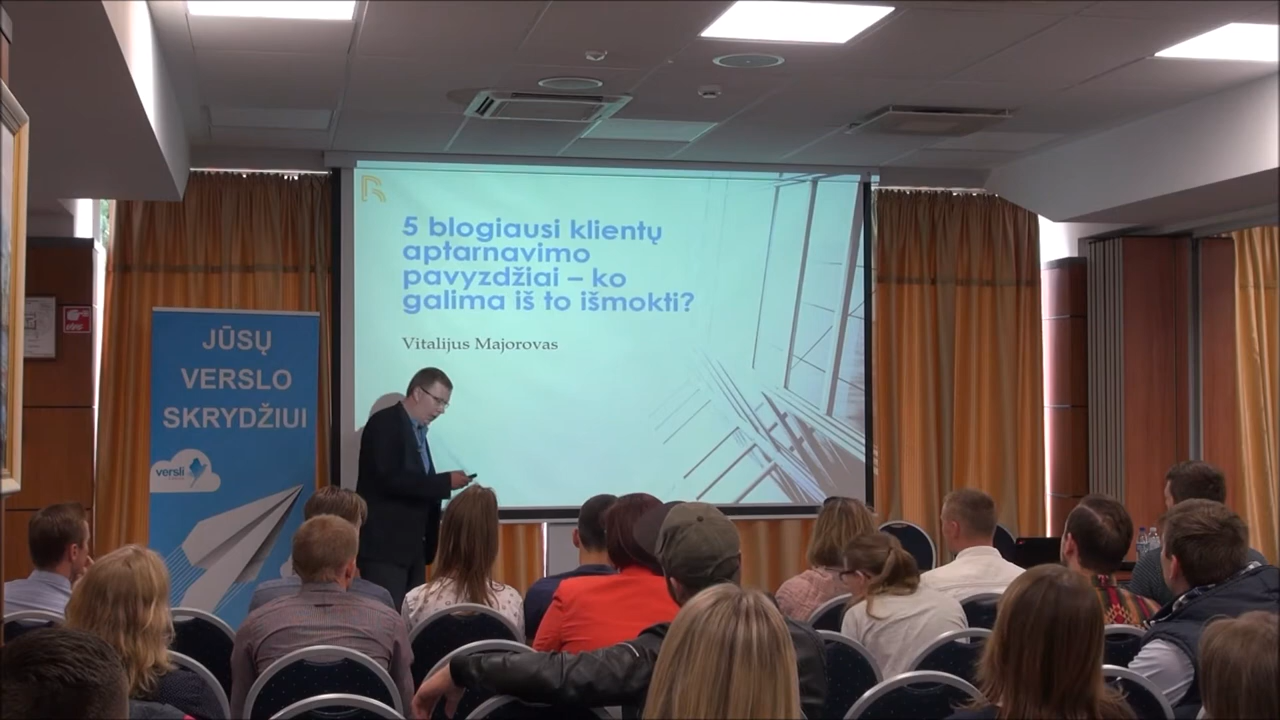 5 blogiausi klientų
aptarnavimo
pavyzdžiai – ko
galima iš to išmokti?
Vitalijus Majorovas
JŪSŲ
VERSLO
SKRYDŽIUI
versli